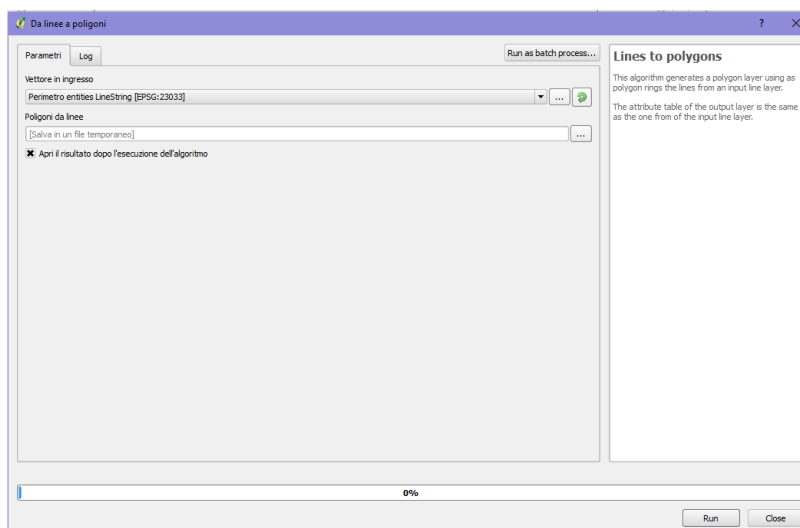 Da linee a poligoni
?
Parametri
Log
Run as batch process...
Vettore in ingresso
Perimetro entities LineString [EPSG:23033]
...
Poligoni da linee
[Salva in un file temporaneo]
...
Apri il risultato dopo l'esecuzione dell'algoritmo
Lines to polygons
This algorithm generates a polygon layer using as
polygon rings the lines from an input line layer.
The attribute table of the output layer is the same
as the one from of the input line layer.
0%
Run
Close